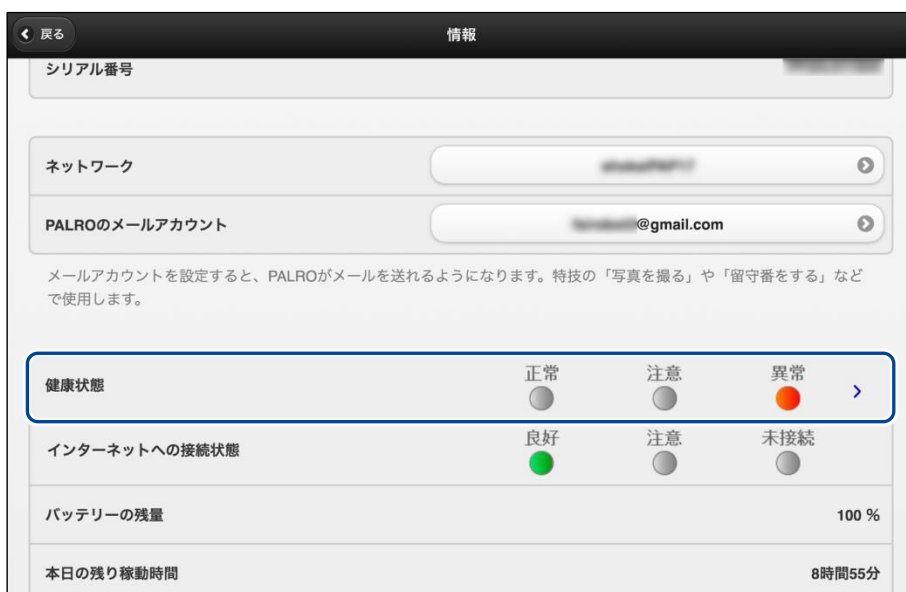 戻る
情報
シリアル番号
ネットワーク
PALROのメールアカウント
@gmail.com
メールアカウントを設定すると、PALROがメールを送れるようになります。特技の「写真を撮る」や「留守番をする」など
で使用します。
健康状態
正常 注意 異常
インターネットへの接続状態
良好 注意 未接続
バッテリーの残量
100 %
本日の残り稼動時間
8時間55分